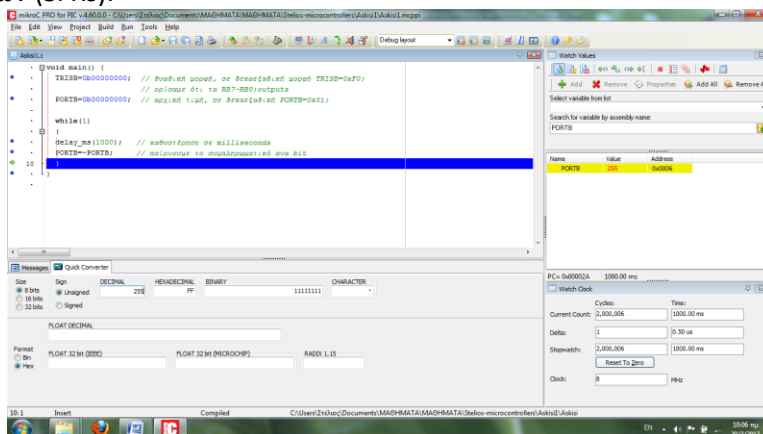 mikroC PRO for PIC v.4.60.0.0 - C:\Users\Στέλιος\Documents\ΜΑΘΗΜΑΤΑ\ΜΑΘΗΜΑΤΑ\Stelios-microcontrollers\Askisi1\Askisi1.mcppi
File Edit View Project Build Run Tools Help
Debug layout
Askisi1.c
void main() {
TRISB=0b00000000; // δυαδική μορφή, σε δεκαεξαδική μορφή TRISB=0xF0;
// ορίσαμε ότι τα RB7-RB0:outputs
PORTB=0b00000000; // αρχική τιμή, σε δεκαεξαδική PORTB=0x01;
while(1)
{
delay_ms(1000); // καθυστέρηση σε milliseconds
PORTB=~PORTB; // παίρνουμε το συμπλήρωματικό ανα bit
10 }
}
Watch Values
Add Remove Properties Add All Remove A
Select variable from list:
Search for variable by assembly name:
PORTB
Name Value Address
PORTB 255 0x0006
PC= 0x00002A 1000.00 ms
Watch Clock
Cycles: Time:
Current Count: 2,000,006 1000.00 ms
Delta: 1 0.50 us
Stopwatch: 2,000,006 1000.00 ms
Reset To Zero
Clock: 8 MHz
Messages Quick Converter
Size Sign DECIMAL HEXADECIMAL BINARY CHARACTER
8 bits Unsigned 255 FF 11111111
16 bits
32 bits Signed
FLOAT DECIMAL
Format
Bin FLOAT 32 bit (IEEE) FLOAT 32 bit (MICROCHIP) RADIX 1.15
Hex
10:1 Insert Compiled C:\Users\Στέλιος\Documents\ΜΑΘΗΜΑΤΑ\ΜΑΘΗΜΑΤΑ\Stelios-microcontrollers\Askisi1\Askisi
EN 10:06 πμ